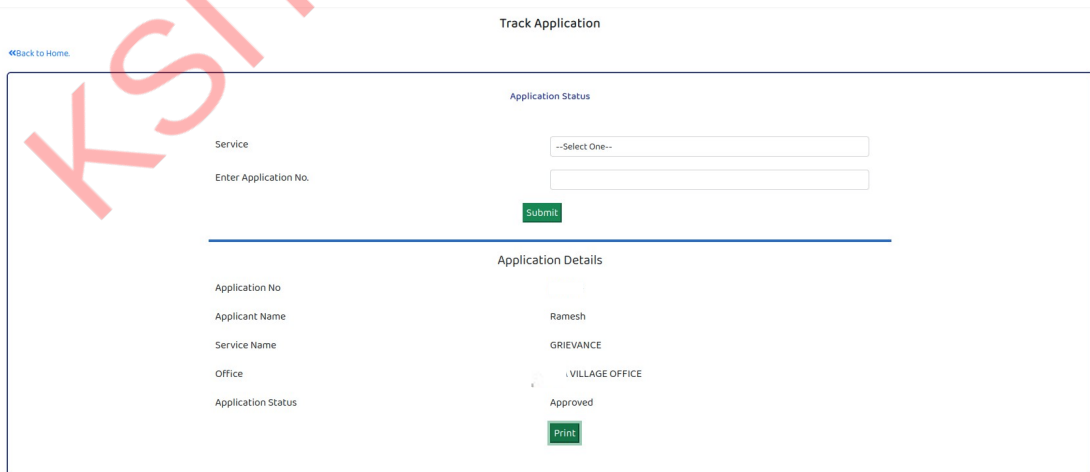 Track Application
«Back to Home.
Application Status
Service
--Select One--
Enter Application No.
Submit
Application Details
Application No
Applicant Name
Ramesh
Service Name
GRIEVANCE
Office
VILLAGE OFFICE
Application Status
Approved
Print